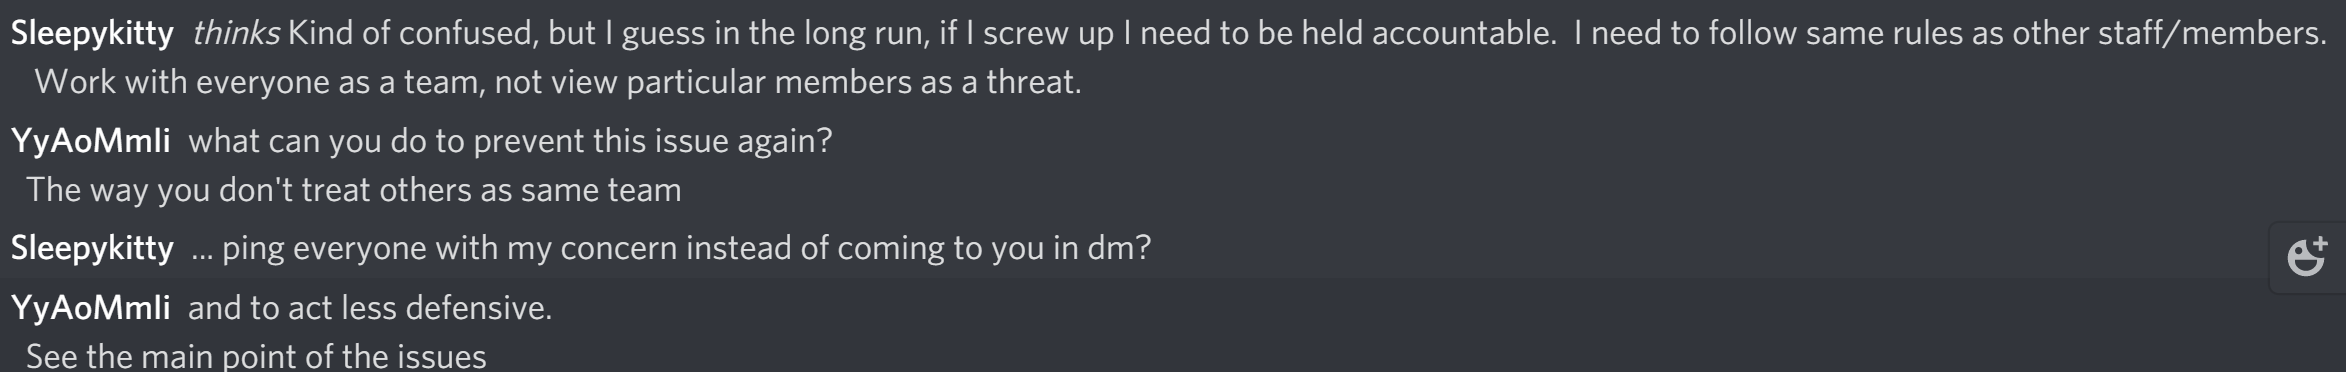 Sleepykitty thinks Kind of confused, but I guess in the long run, if I screw up I need to be held accountable.  I need to follow same rules as other staff/members.
Work with everyone as a team, not view particular members as a threat.
YyAoMmIi what can you do to prevent this issue again?
The way you don't treat others as same team
Sleepykitty ... ping everyone with my concern instead of coming to you in dm?
YyAoMmIi and to act less defensive.
See the main point of the issues